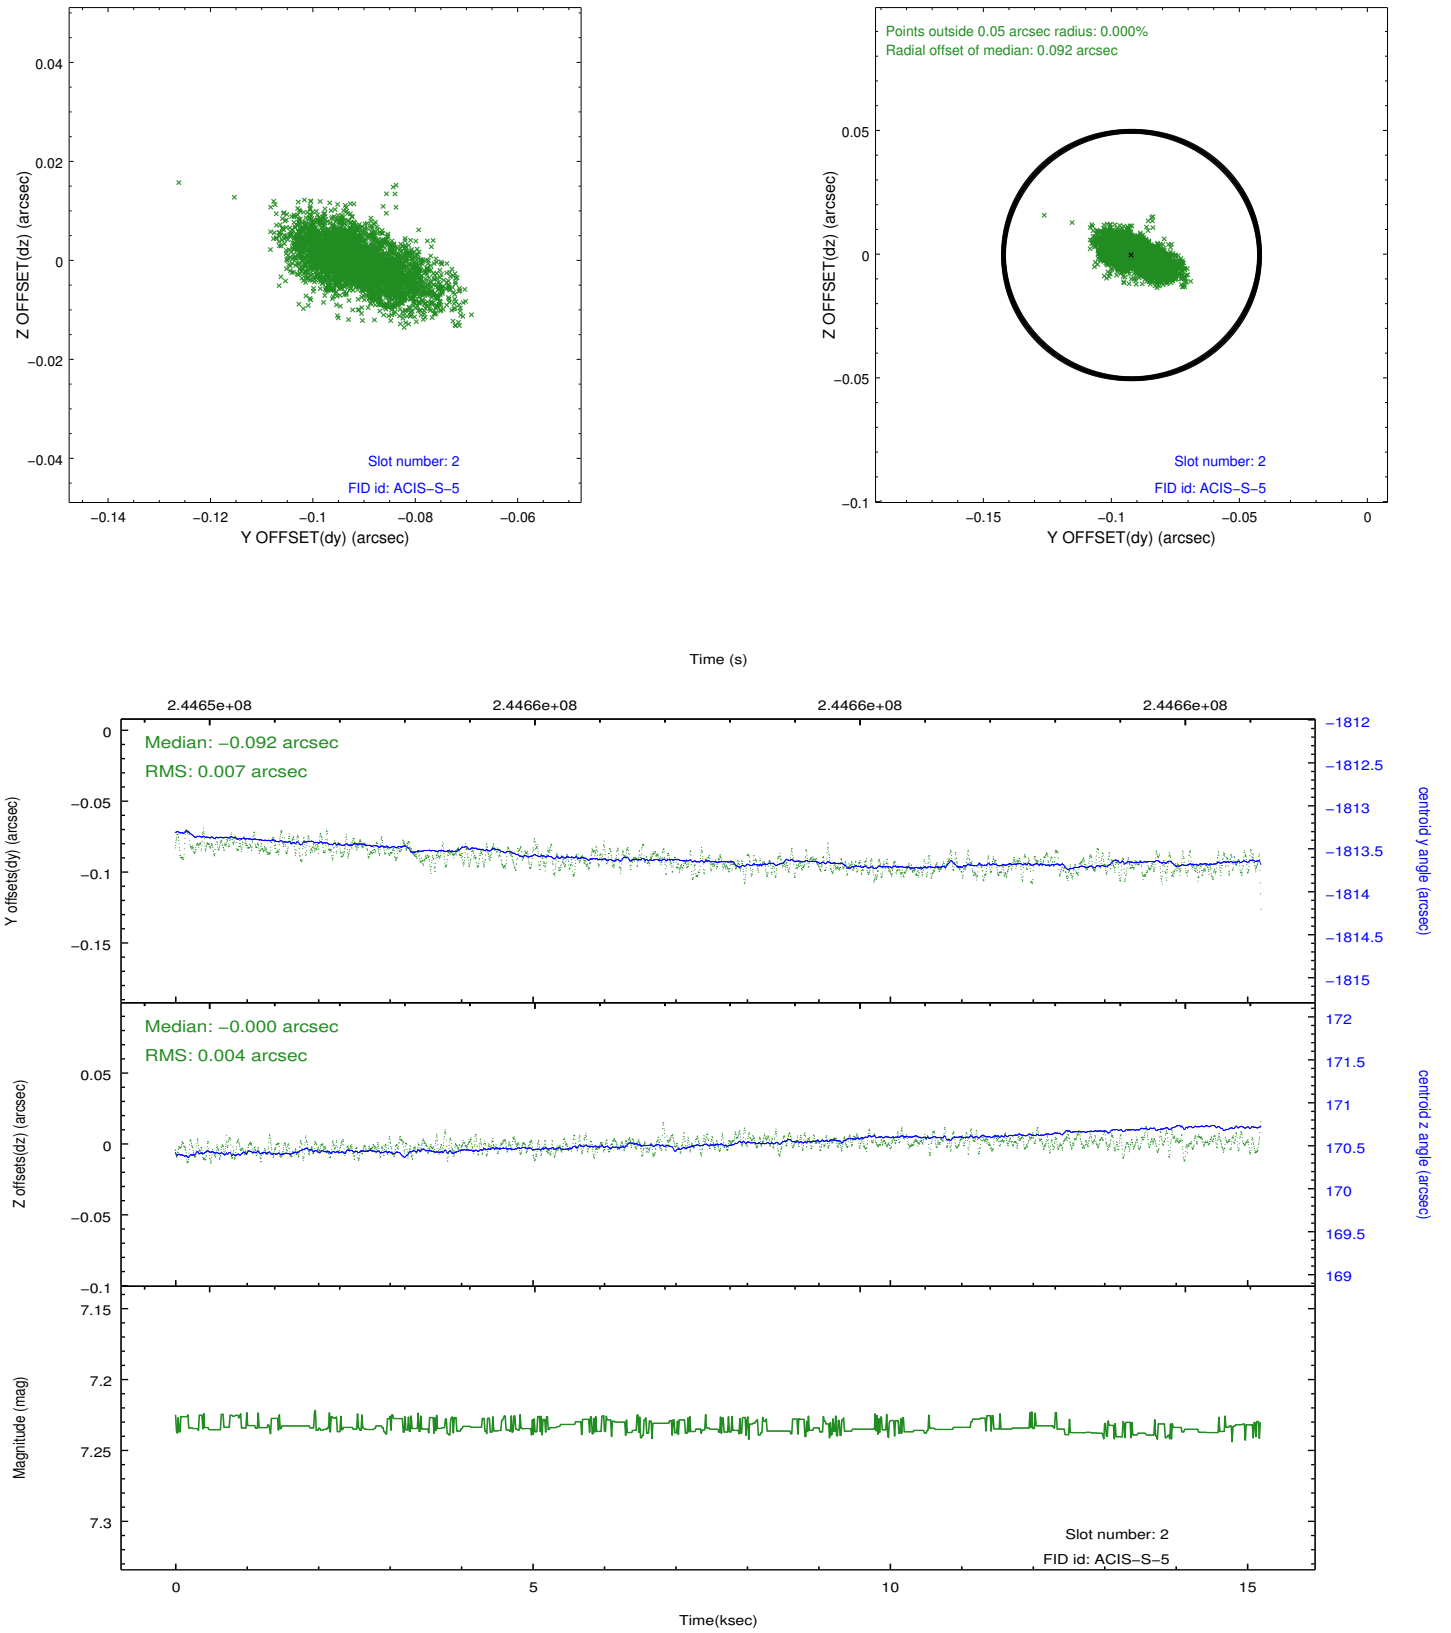 0.04
0.02
0
−0.02
−0.04
Z OFFSET(dz) (arcsec)
Slot number: 2
FID id: ACIS−S−5
−0.14
−0.12
−0.1
−0.08
−0.06
Y OFFSET(dy) (arcsec)
Points outside 0.05 arcsec radius: 0.000%
Radial offset of median: 0.092 arcsec
0.05
0
−0.05
−0.1
Z OFFSET(dz) (arcsec)
Slot number: 2
FID id: ACIS−S−5
−0.15
−0.1
−0.05
0
Y OFFSET(dy) (arcsec)
Time (s)
2.4465e+08
2.4466e+08
2.4466e+08
2.4466e+08
Median: −0.092 arcsec
RMS: 0.007 arcsec
0
−0.05
−0.1
−0.15
Y offsets(dy) (arcsec)
−1812
−1812.5
−1813
−1813.5
−1814
−1814.5
−1815
centroid y angle (arcsec)
Median: −0.000 arcsec
RMS: 0.004 arcsec
0.05
0
−0.05
−0.1
Z offsets(dz) (arcsec)
172
171.5
171
170.5
170
169.5
169
centroid z angle (arcsec)
7.15
7.2
7.25
7.3
Magnitude (mag)
Slot number: 2
FID id: ACIS−S−5
0
5
10
15
Time(ksec)